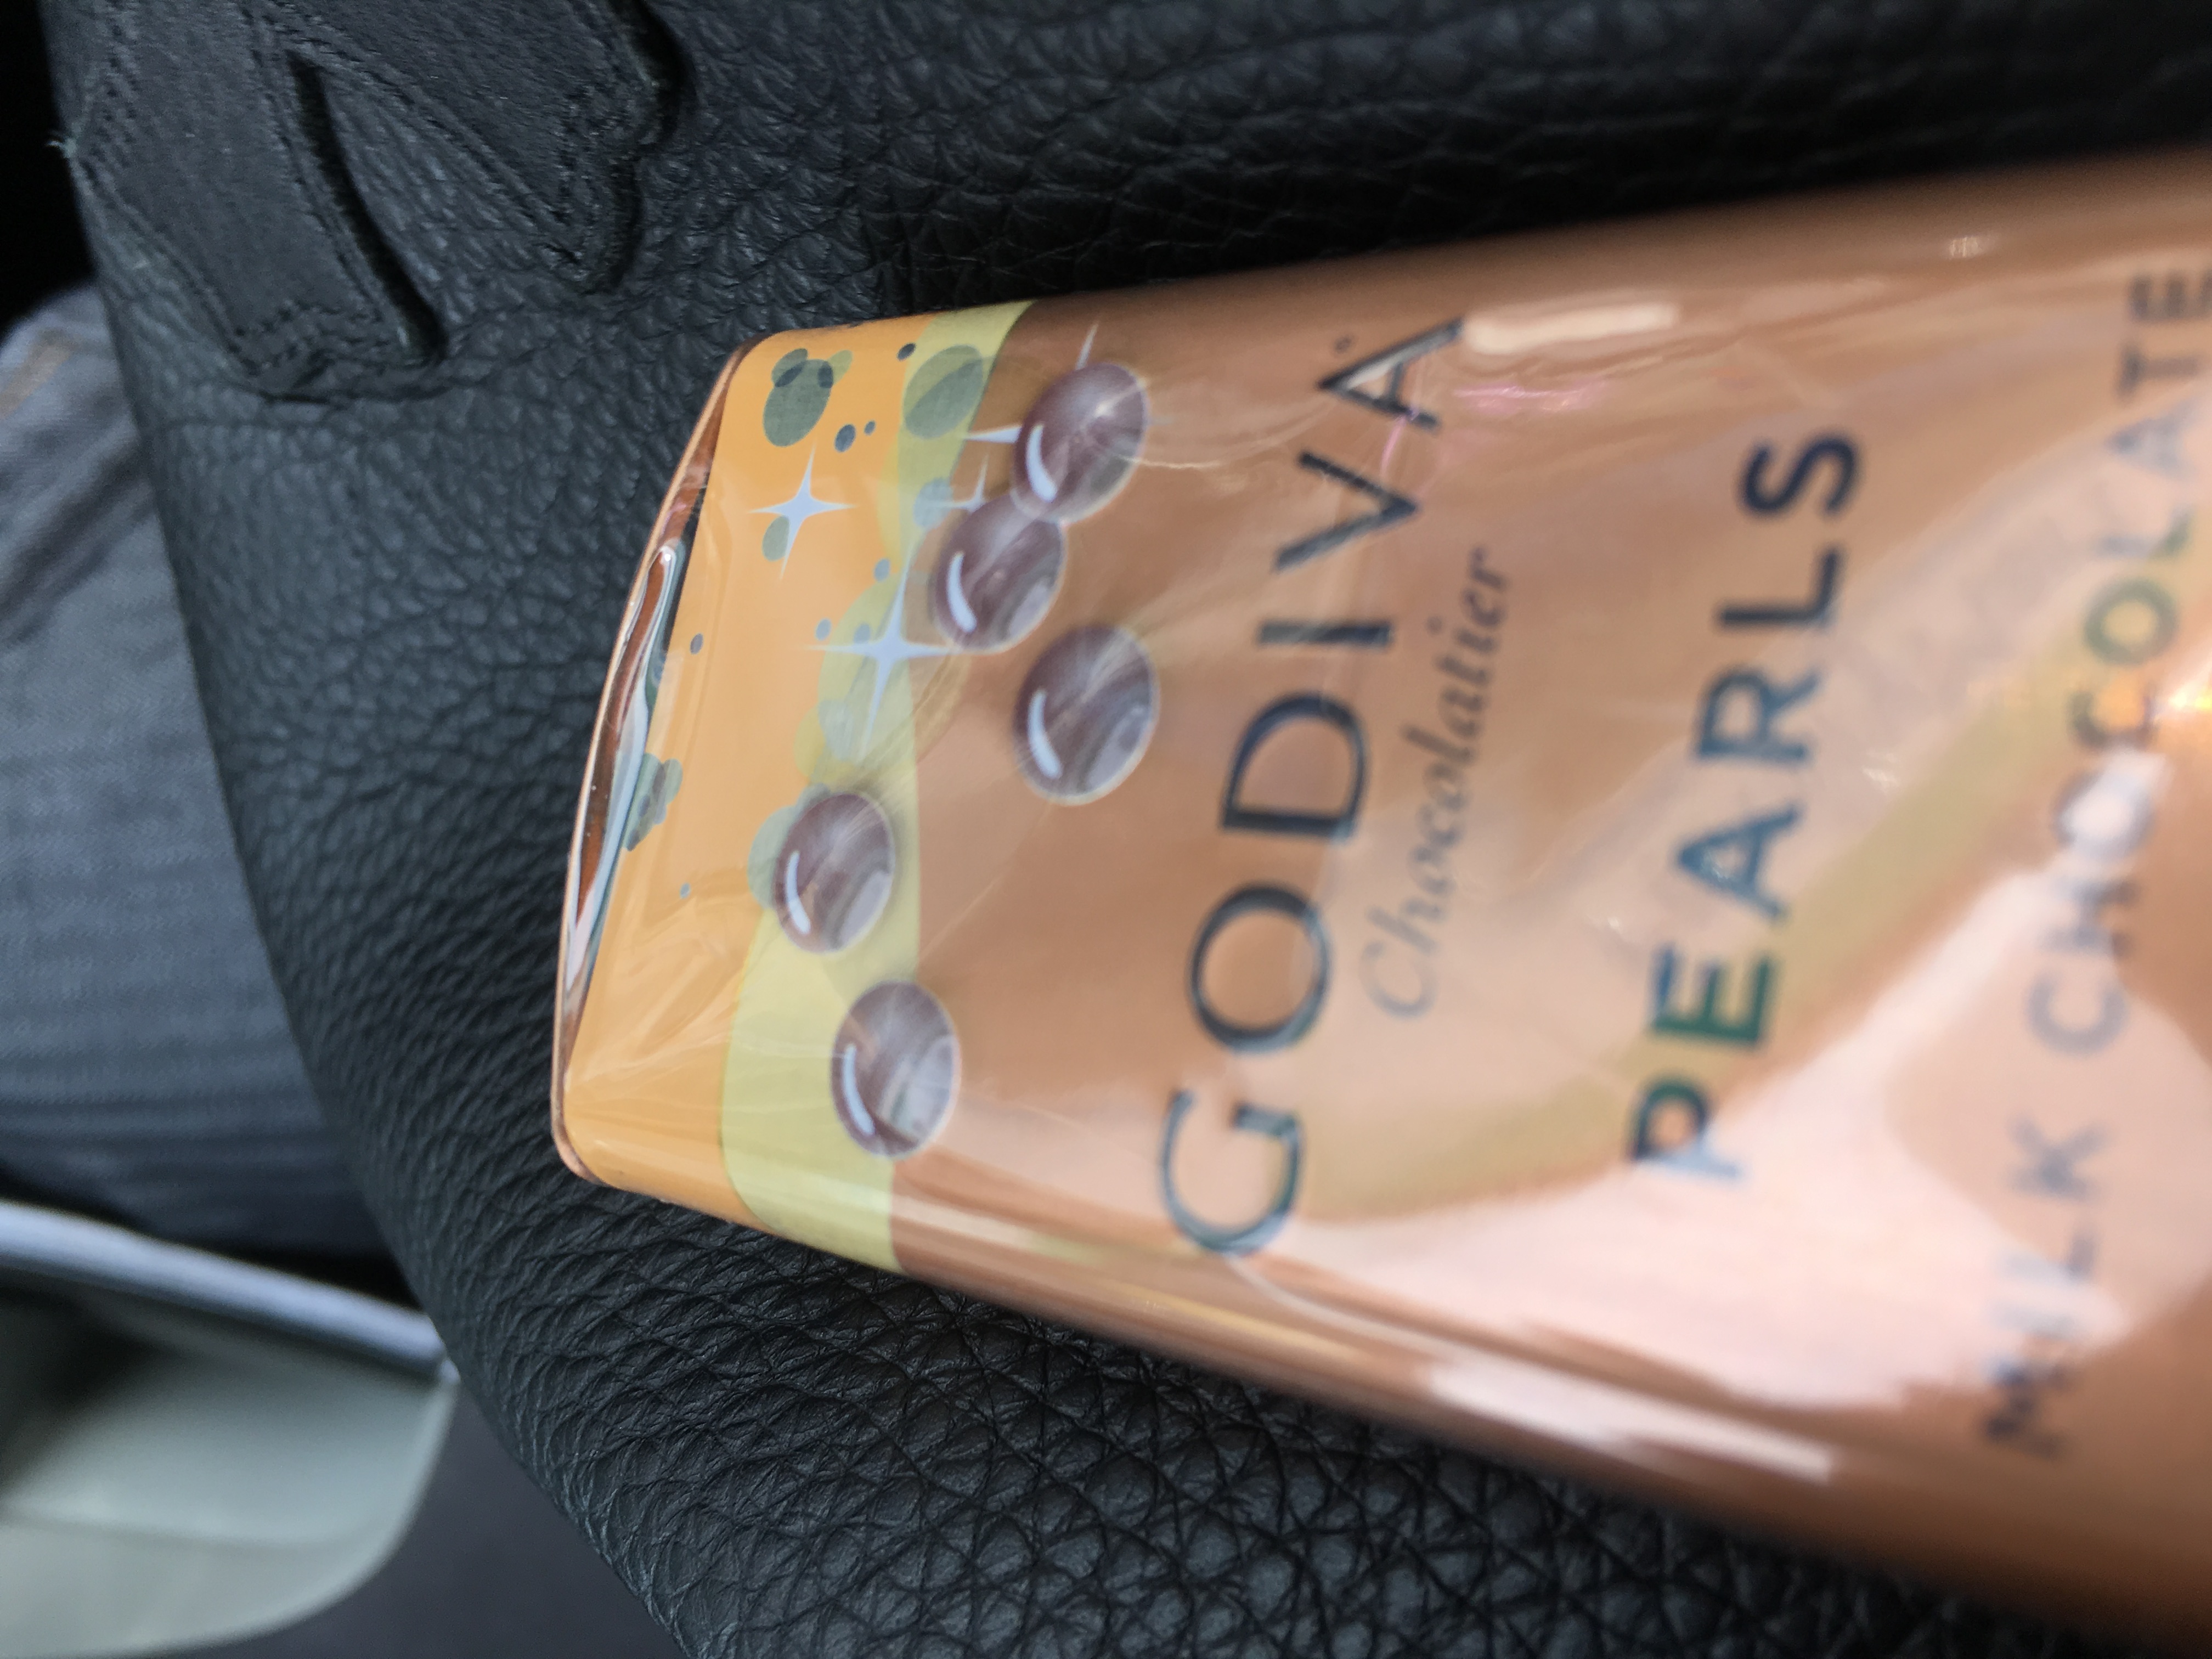 GODIVA
Chocolatier
PEARLS
MILK CHOCOLATE